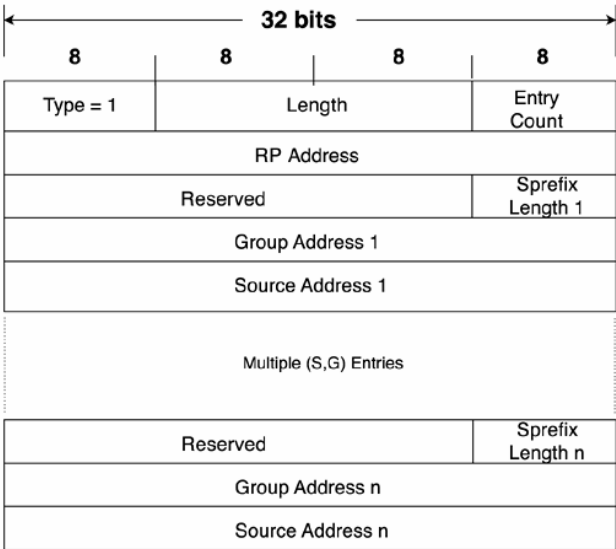 32 bits
8 8 8 8
Type = 1 Length Entry
Count
RP Address
Reserved Sprefix
Length 1
Group Address 1
Source Address 1
Multiple (S,G) Entries
Reserved Sprefix
Length n
Group Address n
Source Address n